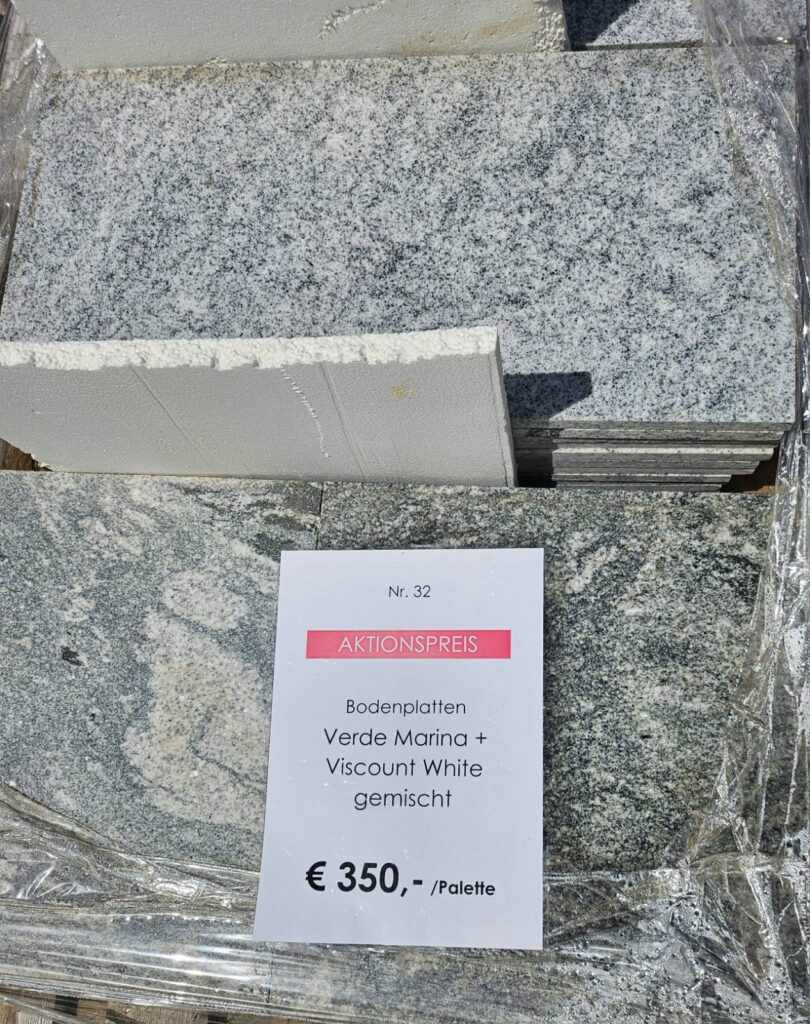 Nr. 32
AKTIONSPREIS
Bodenplatten
Verde Marina +
Viscount White
gemischt
€ 350,- /Palette